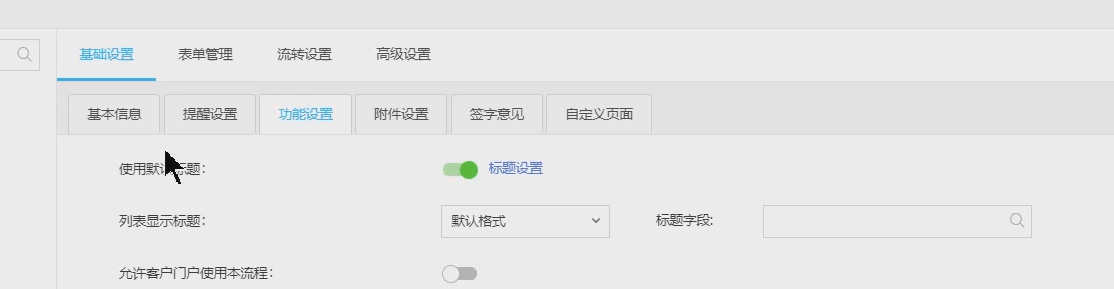 基础设置 表单管理 流转设置 高级设置
基本信息 提醒设置 功能设置 附件设置 签字意见 自定义页面
使用默认标题： 标题设置
列表显示标题： 默认格式 标题字段:
允许客户门户使用本流程：